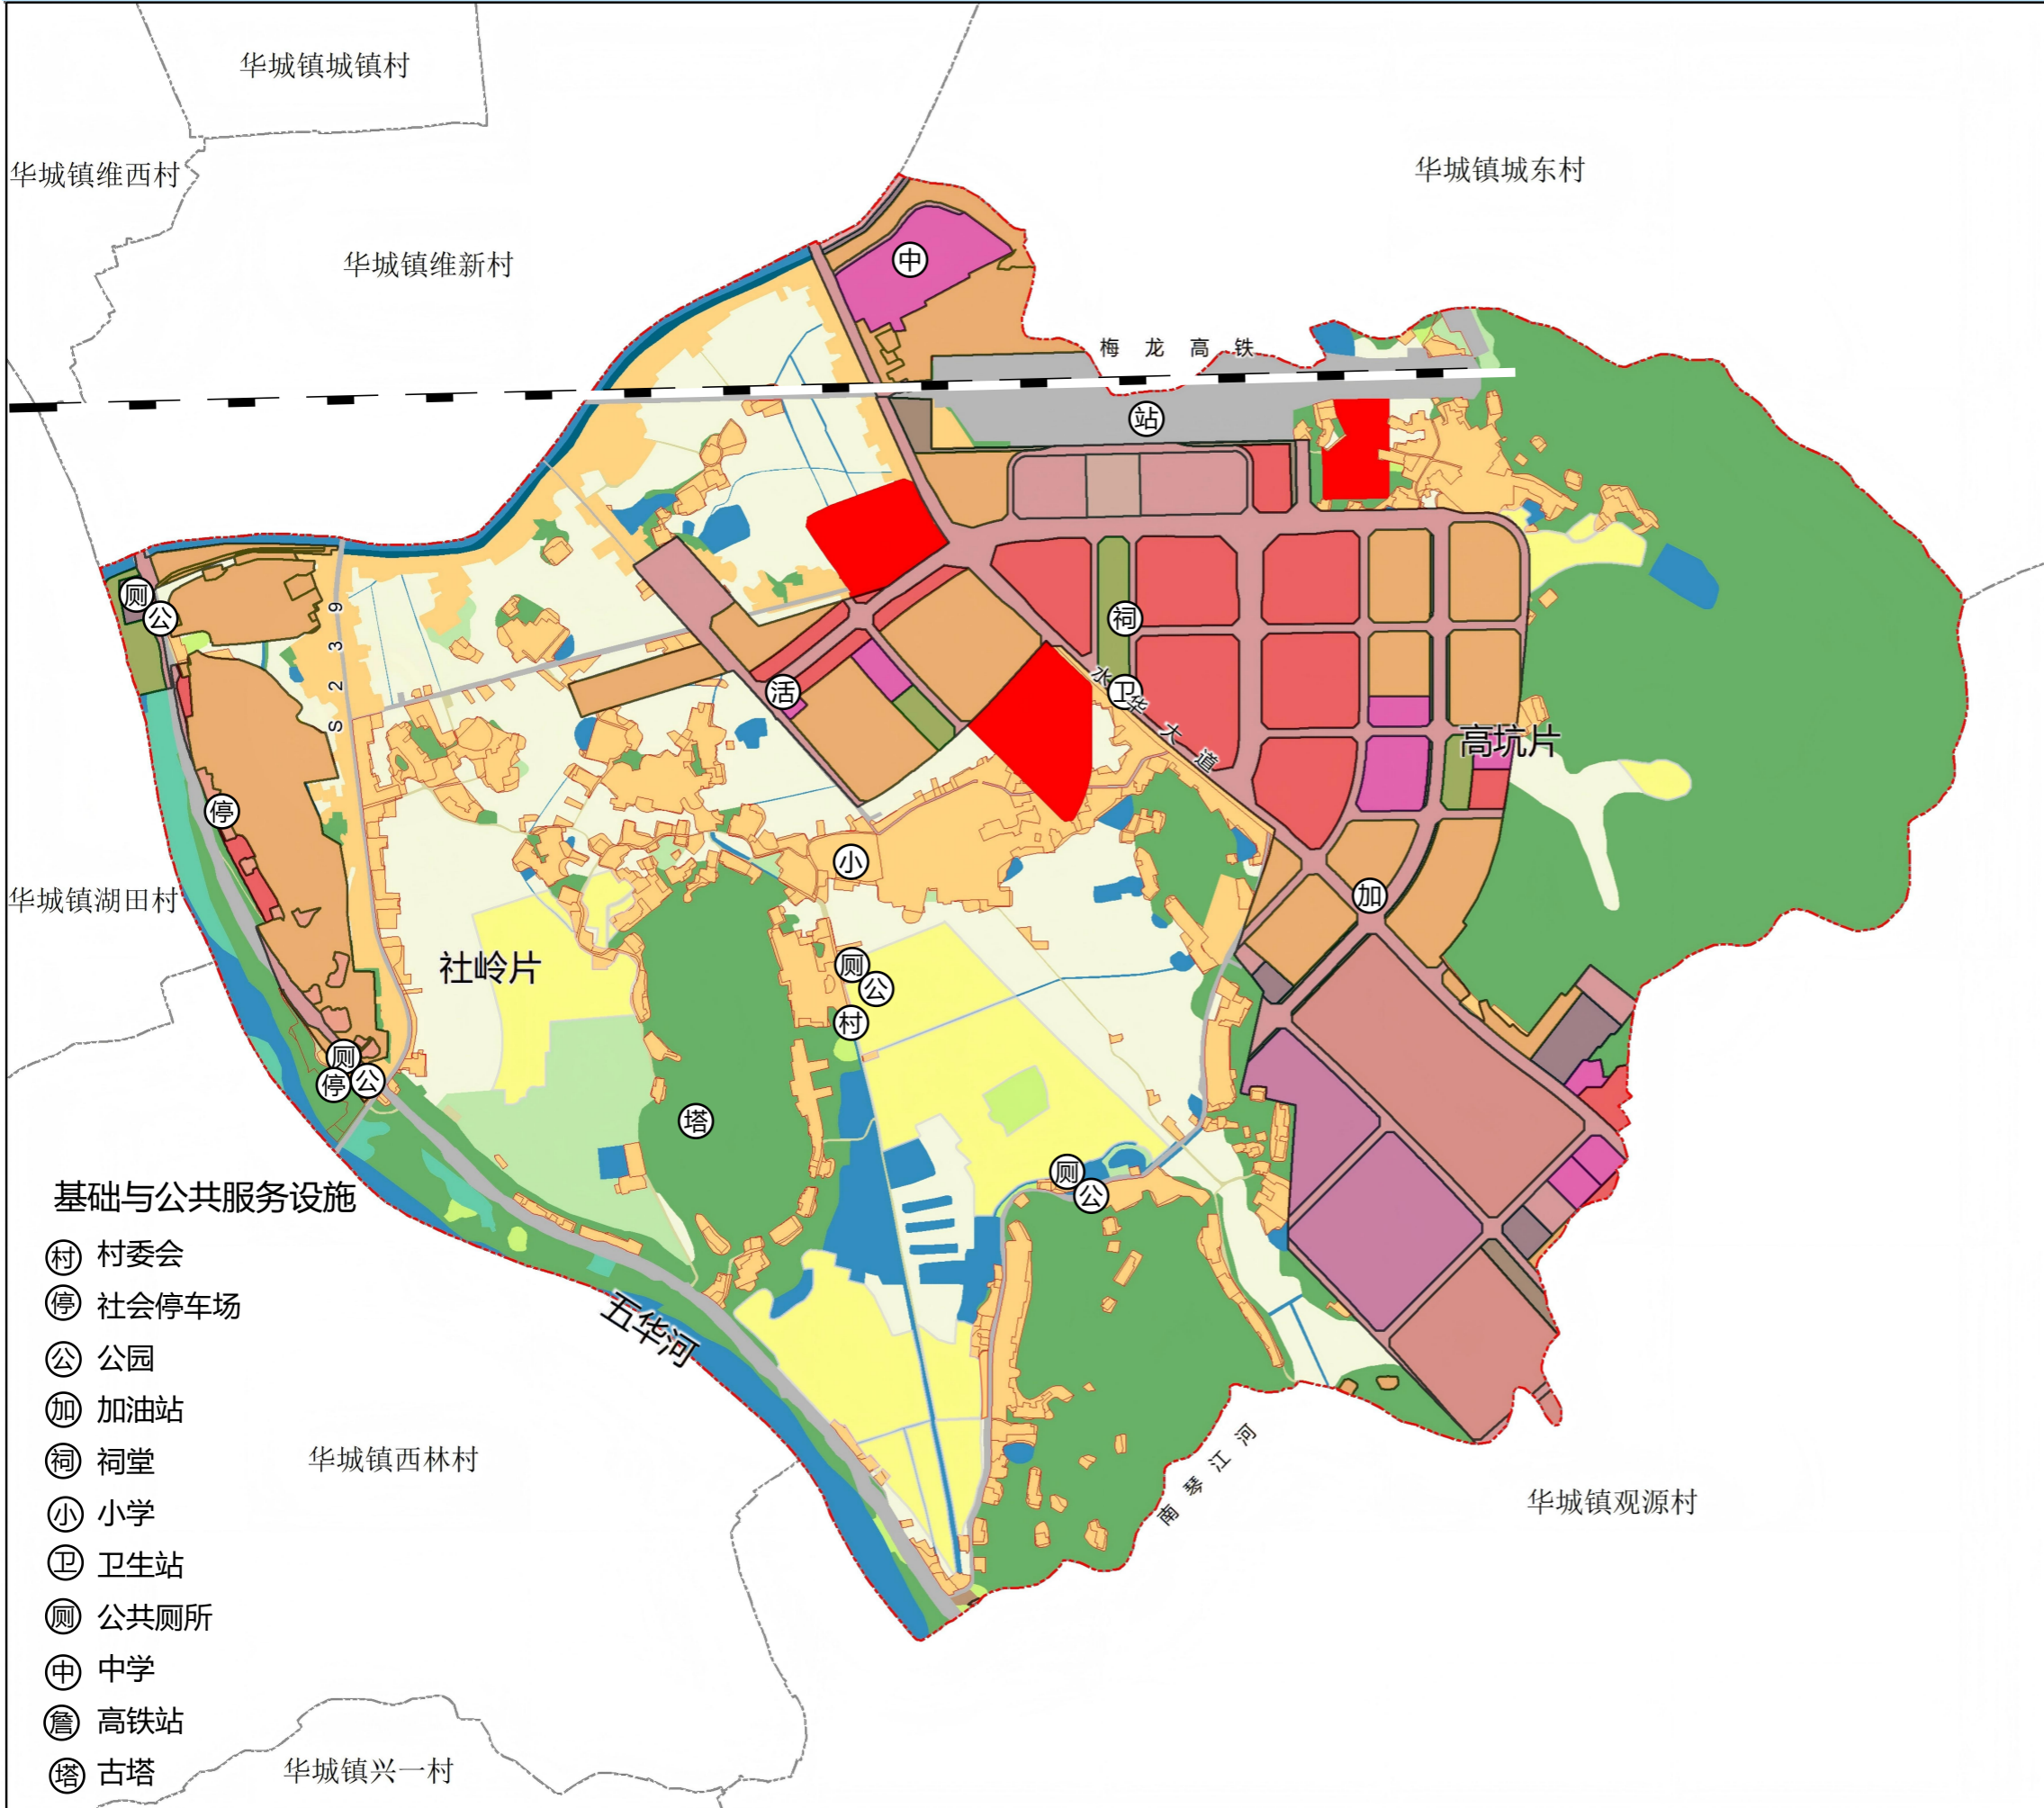 华城镇城镇村
华城镇维西村
华城镇城东村
华城镇维新村
中
梅龙高铁
站
厕
公
S239
祠
活
卫
水华大道
高坑片
停
小
加
华城镇湖田村
社岭片
厕
公
村
厕
停
公
塔
厕
公
五华河
南琴江河
华城镇西林村
华城镇观源村
华城镇兴一村
基础与公共服务设施
村 村委会
停 社会停车场
公 公园
加 加油站
祠 祠堂
小 小学
卫 卫生站
厕 公共厕所
中 中学
詹 高铁站
塔 古塔